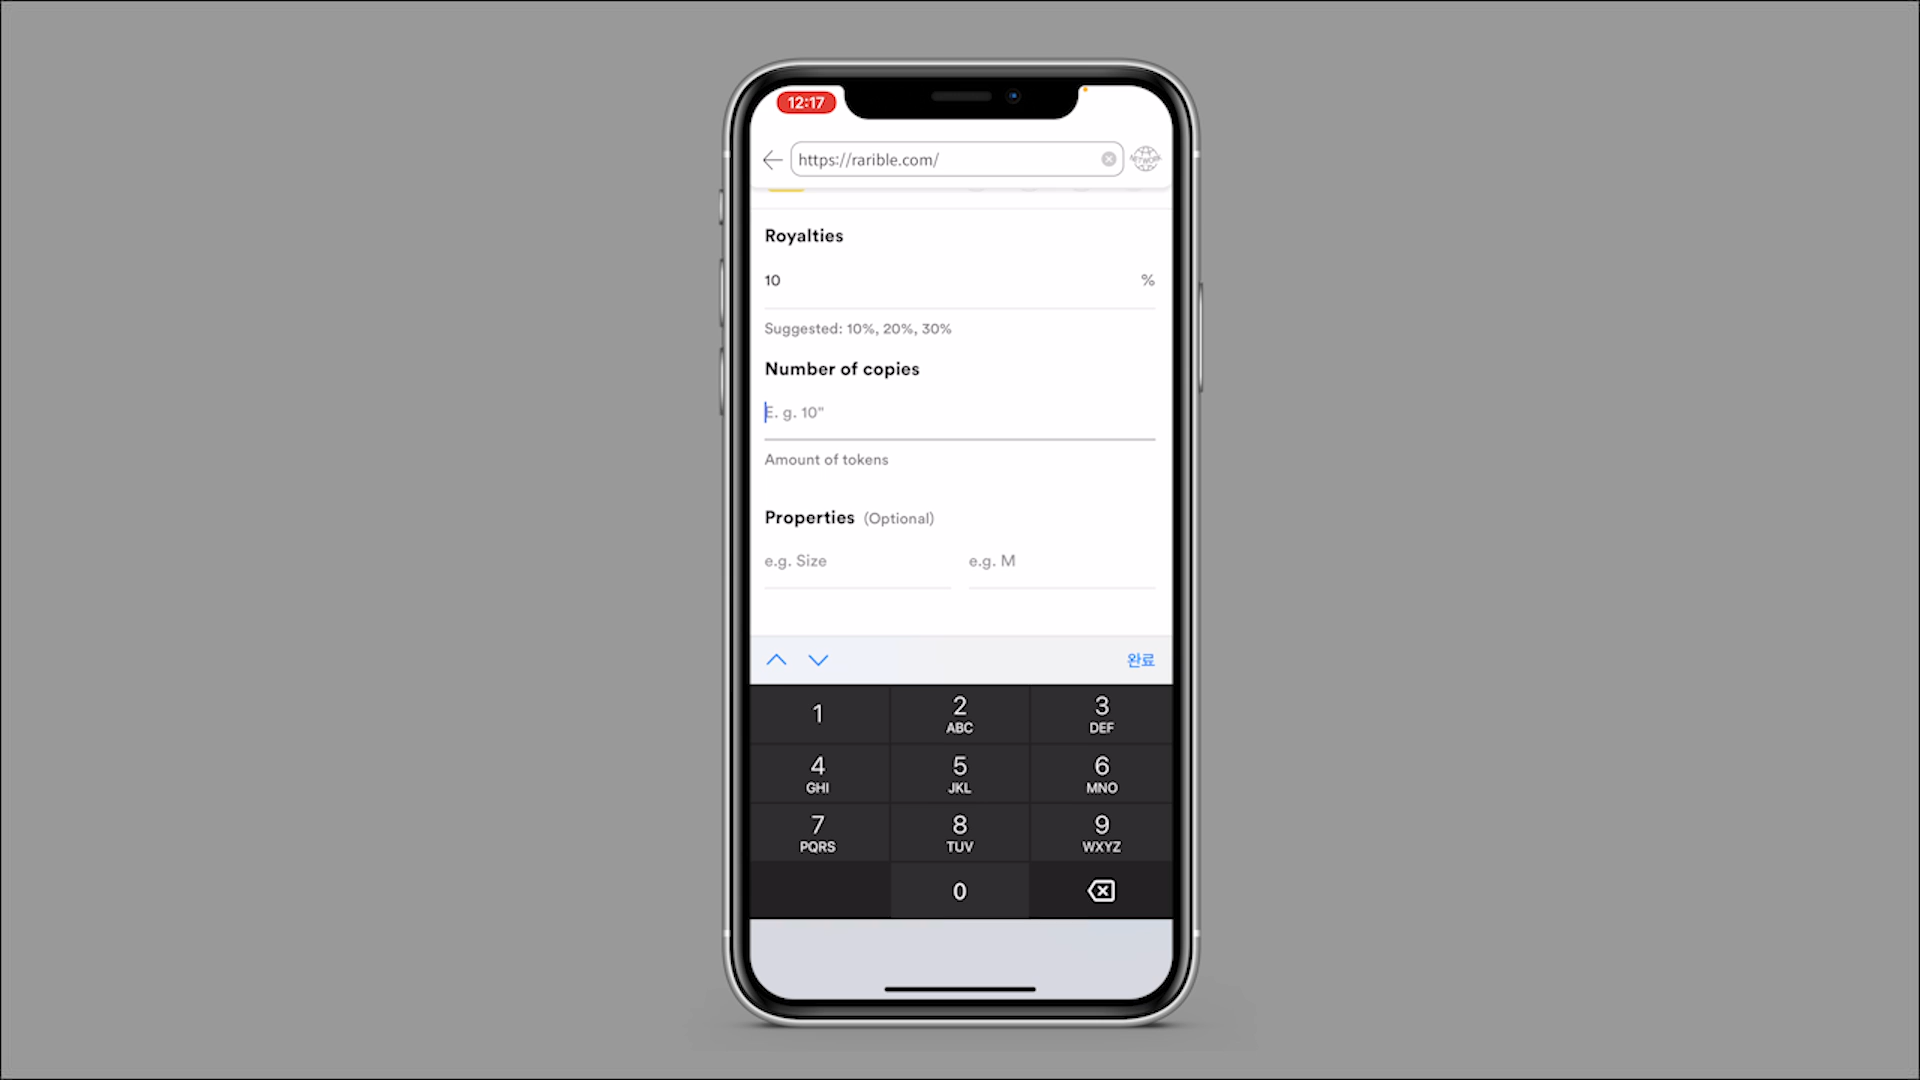 12:17
https://rarible.com/
NETWORK
Royalties
10 %
Suggested: 10%, 20%, 30%
Number of copies
E. g. 10"
Amount of tokens
Properties (Optional)
e.g. Size e.g. M
완료
1 2 3
ABC DEF
4 5 6
GHI JKL MNO
7 8 9
PQRS TUV WXYZ
0